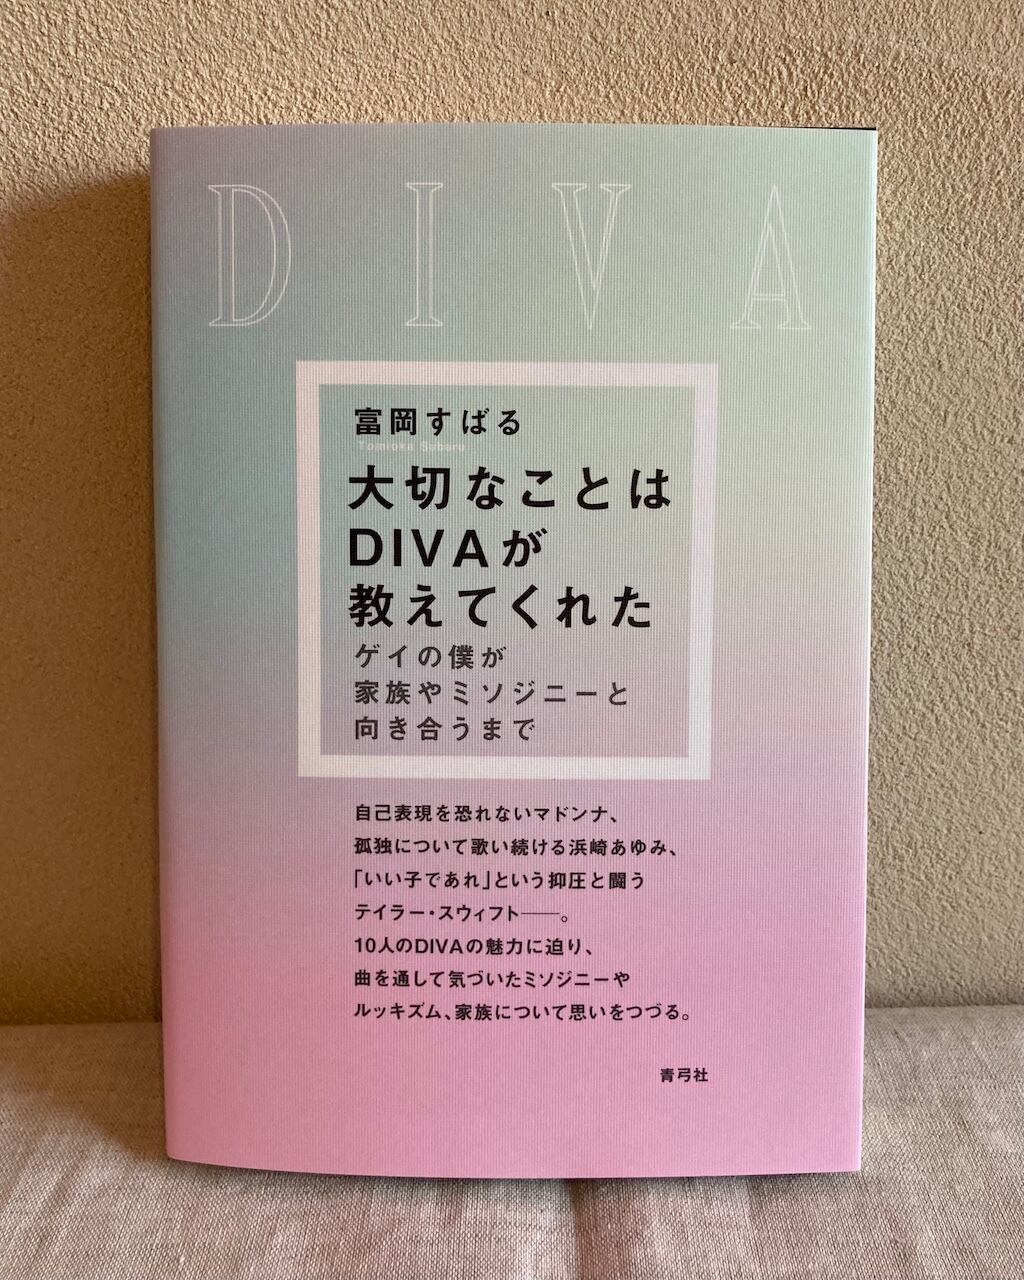 DIVA
富岡すばる
Tomioka Subaru
大切なことは
DIVAが
教えてくれた
ゲイの僕が
家族やミソジニーと
向き合うまで
自己表現を恐れないマドンナ、
孤独について歌い続ける浜崎あゆみ、
「いい子であれ」という抑圧と闘う
テイラー・スウィフト――。
10人のDIVAの魅力に迫り、
曲を通して気づいたミソジニーや
ルッキズム、家族について思いをつづる。
青弓社